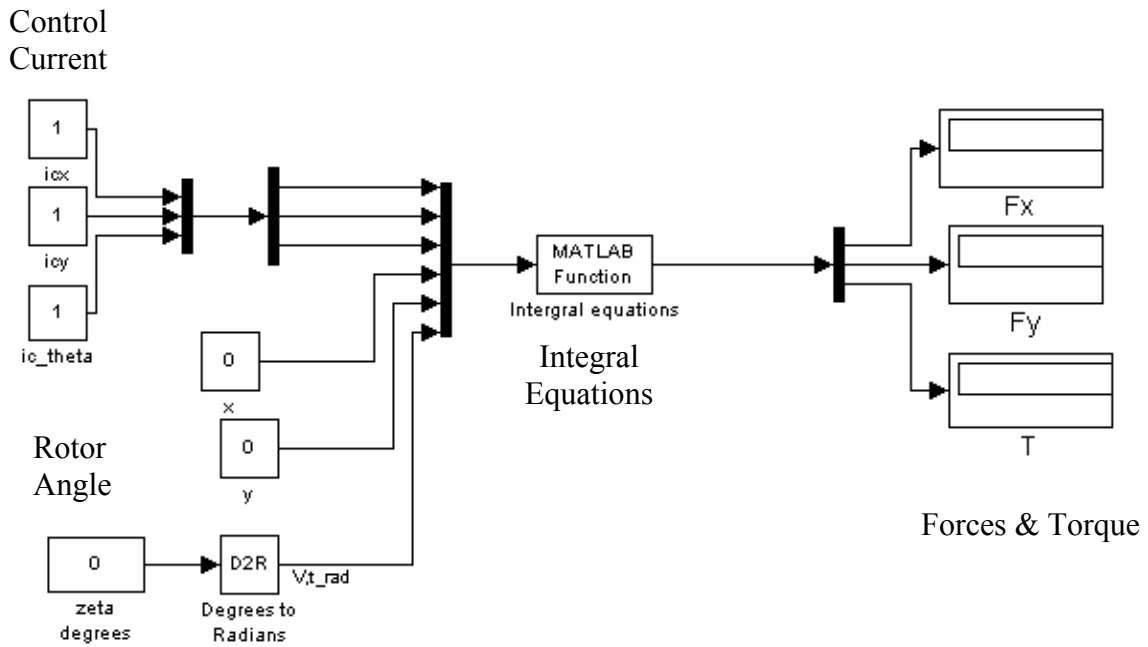 Control
Current
1
icx
1
icy
1
ic_theta
0
x
0
y
Rotor
Angle
0
zeta
degrees
D2R
Degrees to
Radians
V,t_rad
MATLAB
Function
Intergral equations
Integral
Equations
Fx
Fy
T
Forces & Torque